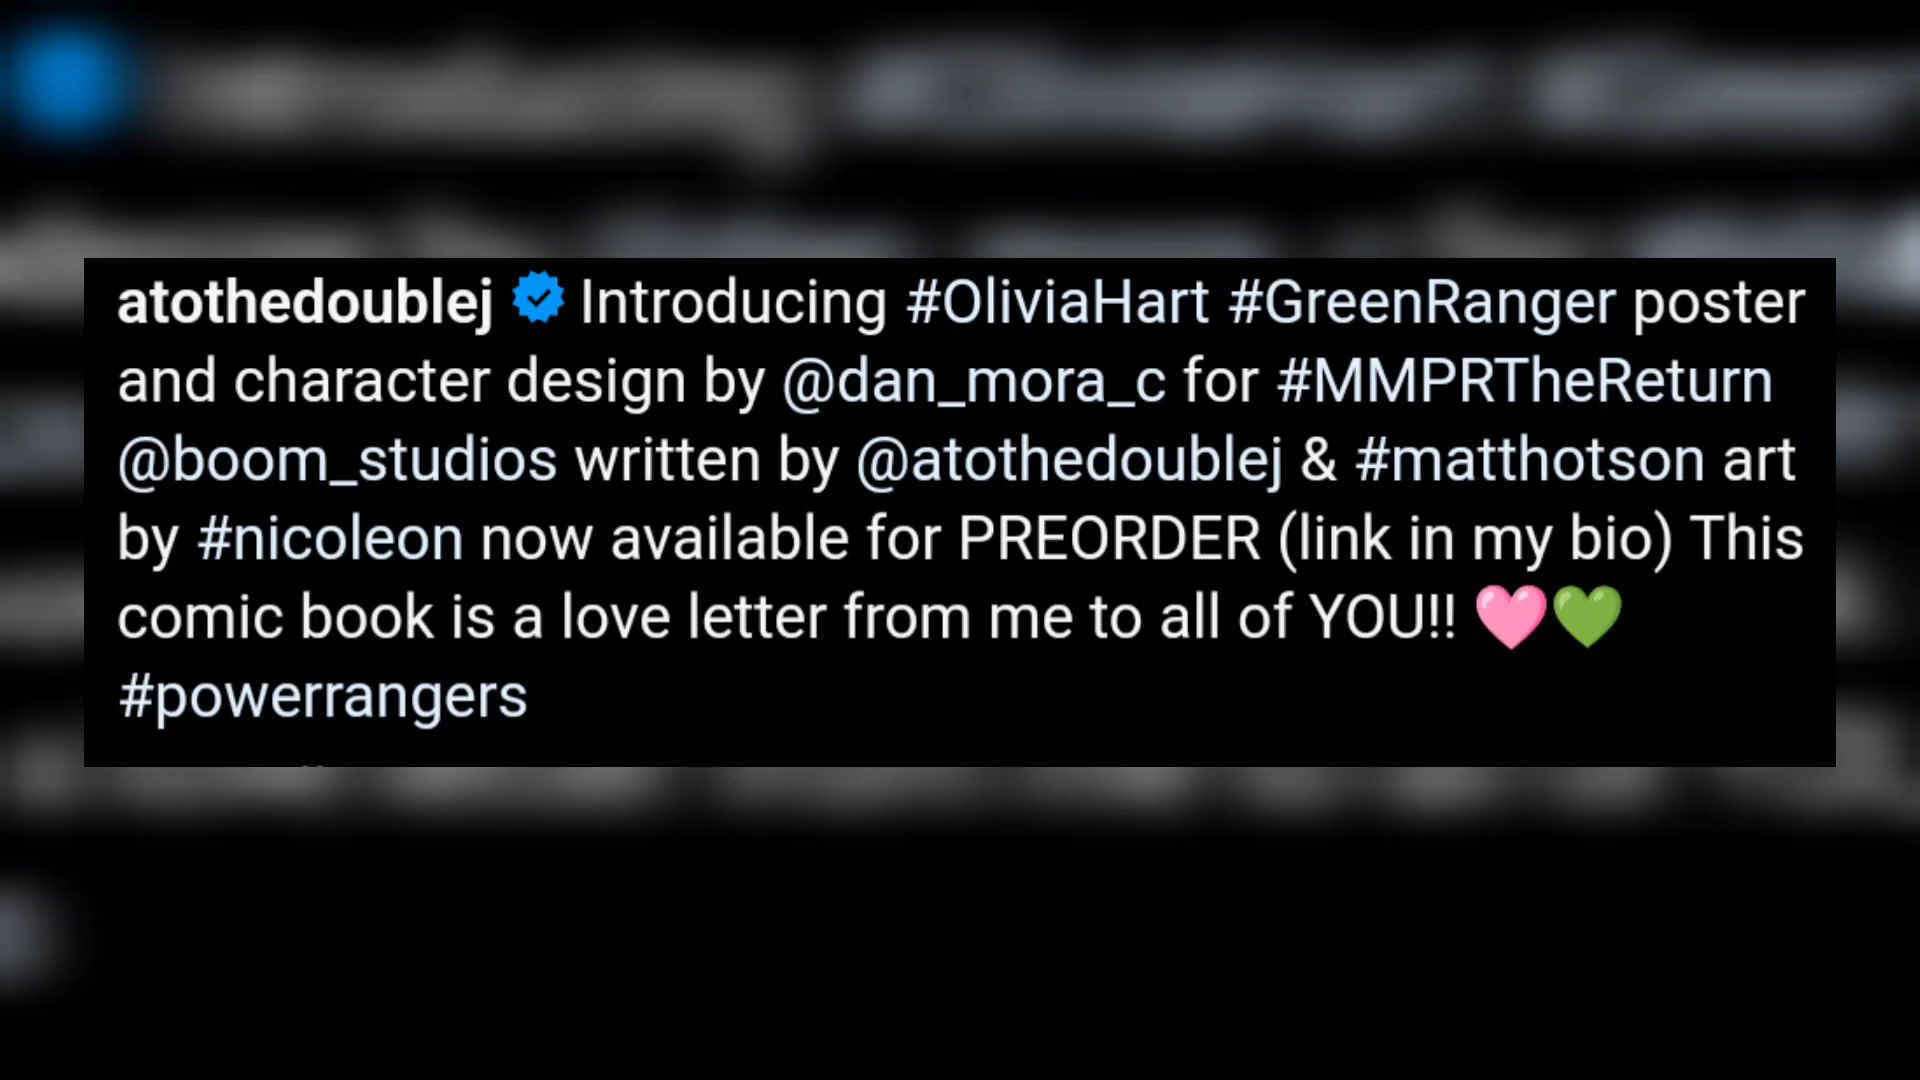 atothedoublej Introducing #OliviaHart #GreenRanger poster
and character design by @dan_mora_c for #MMPRTheReturn
@boom_studios written by @atothedoublej & #matthotson art
by #nicoleon now available for PREORDER (link in my bio) This
comic book is a love letter from me to all of YOU!! 🩷💚
#powerrangers